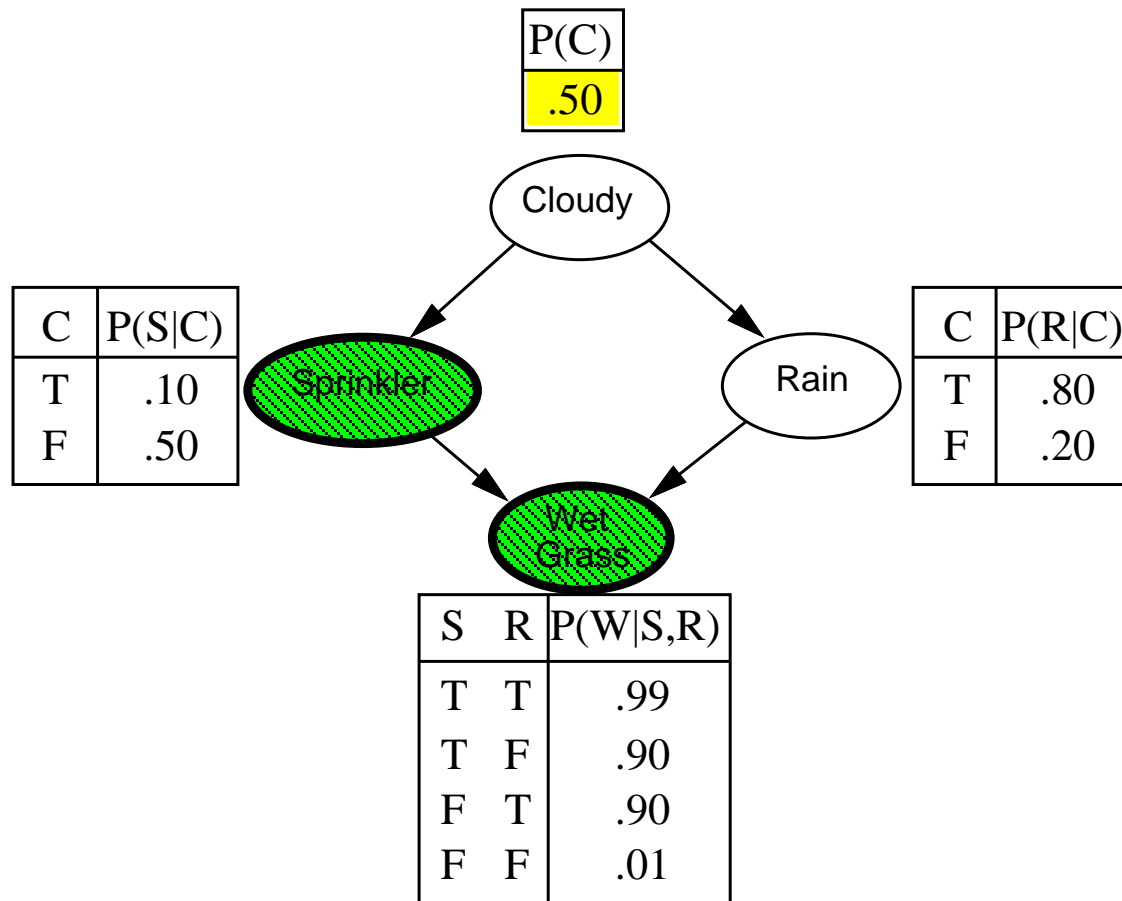 P(C)
.50
Cloudy
C P(S|C)
T .10
F .50
Sprinkler
Rain
C P(R|C)
T .80
F .20
Wet
Grass
S R P(W|S,R)
T T .99
T F .90
F T .90
F F .01